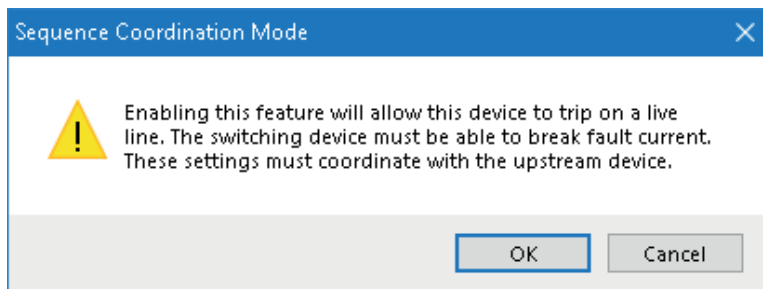 Sequence Coordination Mode
Enabling this feature will allow this device to trip on a live
line. The switching device must be able to break fault current.
These settings must coordinate with the upstream device.
OK
Cancel